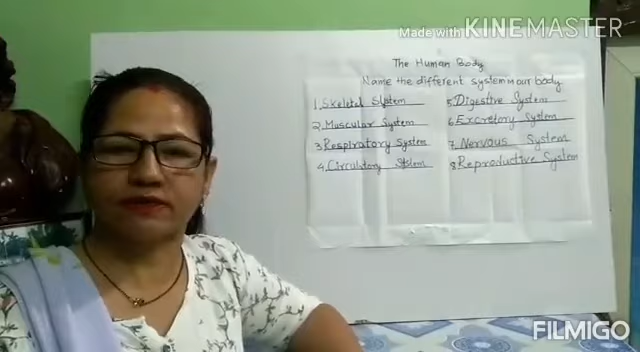 Made with KINEMASTER
The Human Body
Name the different system in our body
1. Skeletal System
2. Muscular System
3. Respiratory System
4. Circulatory System
5. Digestive System
6. Excretory System
7. Nervous System
8. Reproductive System
FILMIGO